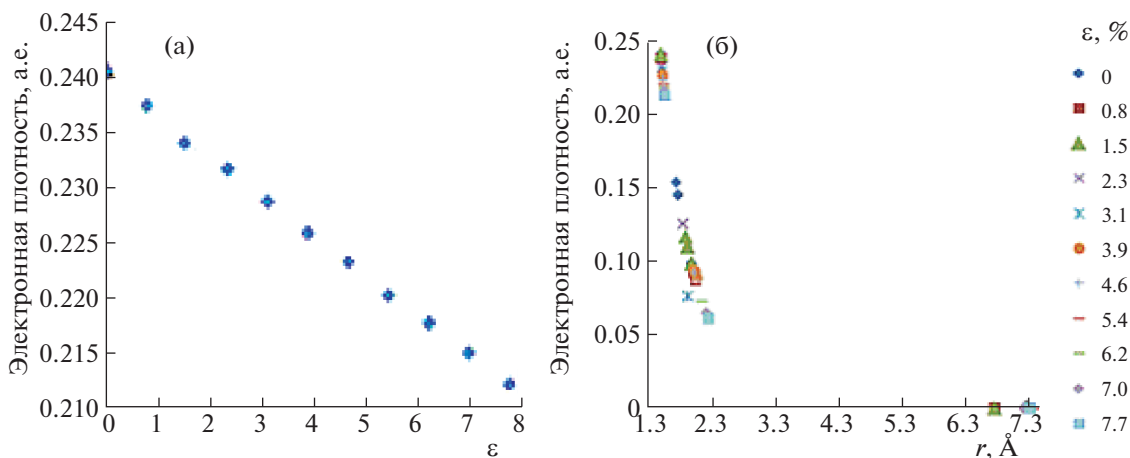 Электронная плотность, а.е.
0.245
0.240
0.235
0.230
0.225
0.220
0.215
0.210
(а)
0 1 2 3 4 5 6 7 8
ε
Электронная плотность, а.е.
0.25
0.20
0.15
0.10
0.05
0
(б)
1.3 2.3 3.3 4.3 5.3 6.3 7.3
r, Å
ε, %
0
0.8
1.5
2.3
3.1
3.9
4.6
5.4
6.2
7.0
7.7